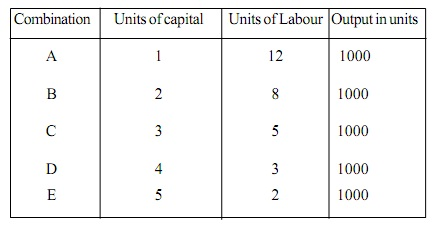 Combination Units of capital Units of Labour Output in units
A 1 12 1000
B 2 8 1000
C 3 5 1000
D 4 3 1000
E 5 2 1000